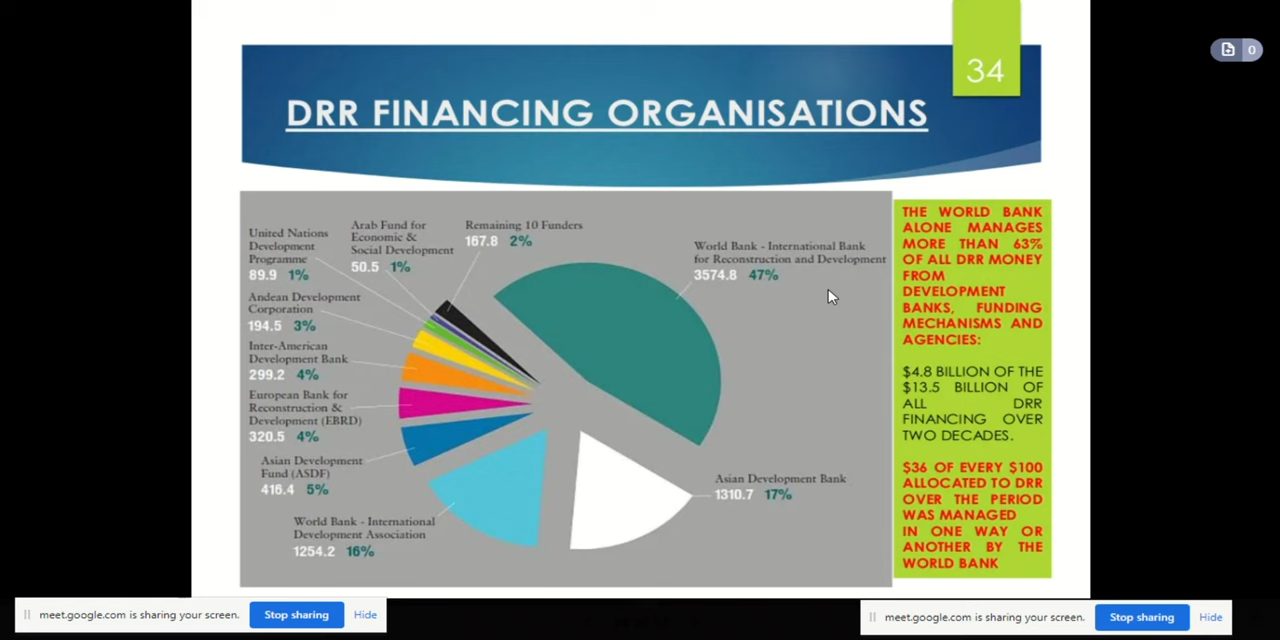 34
DRR FINANCING ORGANISATIONS
0
United Nations
Development
Programme
89.9 1%
Arab Fund for
Economic &
Social Development
50.5 1%
Remaining 10 Funders
167.8 2%
World Bank - International Bank
for Reconstruction and Development
3574.8 47%
Andean Development
Corporation
194.5 3%
Inter-American
Development Bank
299.2 4%
European Bank for
Reconstruction &
Development (EBRD)
320.5 4%
Asian Development
Fund (ASDF)
416.4 5%
World Bank - International
Development Association
1254.2 16%
Asian Development Bank
1310.7 17%
THE WORLD BANK
ALONE MANAGES
MORE THAN 63%
OF ALL DRR MONEY
FROM
DEVELOPMENT
BANKS, FUNDING
MECHANISMS AND
AGENCIES:
$4.8 BILLION OF THE
$13.5 BILLION OF
ALL DRR
FINANCING OVER
TWO DECADES.
$36 OF EVERY $100
ALLOCATED TO DRR
OVER THE PERIOD
WAS MANAGED
IN ONE WAY OR
ANOTHER BY THE
WORLD BANK
meet.google.com is sharing your screen. Stop sharing Hide
meet.google.com is sharing your screen. Stop sharing Hide